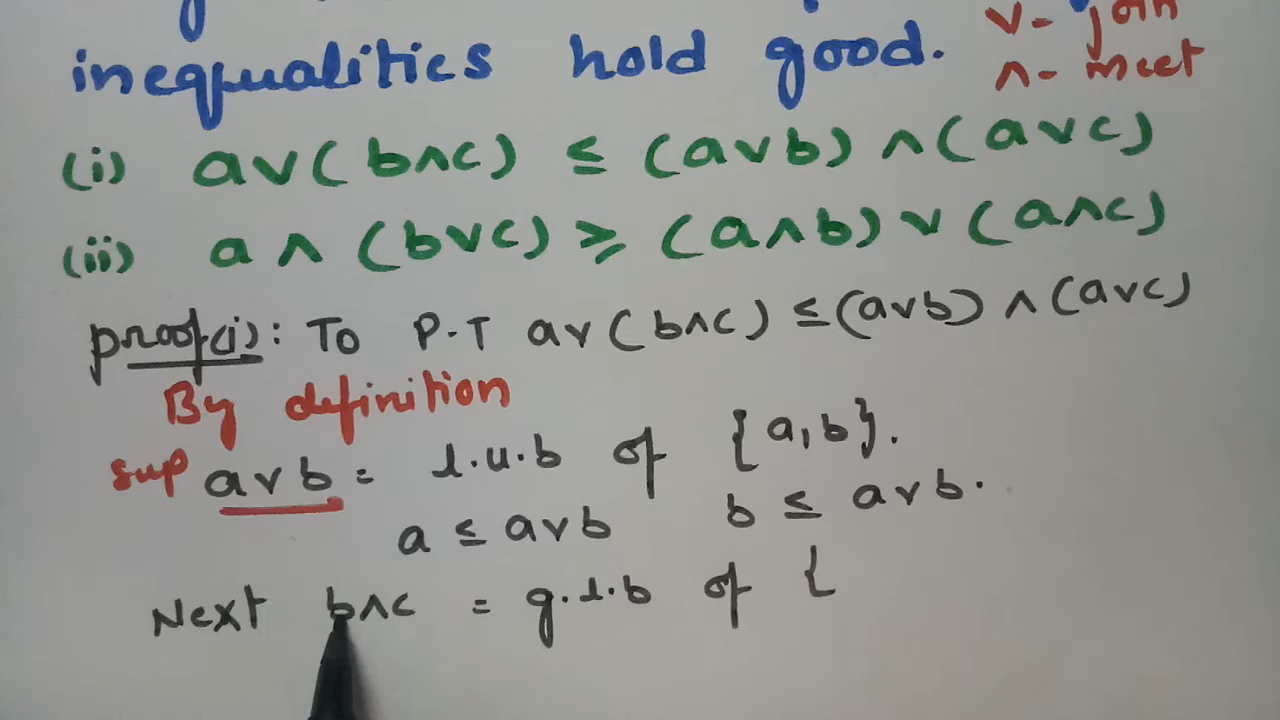 inequalities hold good. ∨- join
∧- meet
(i) a∨(b∧c) ≤ (a∨b) ∧ (a∨c)
(ii) a ∧ (b∨c) ≥ (a∧b) ∨ (a∧c)
proof(i): To P.T a∨(b∧c) ≤ (a∨b) ∧ (a∨c)
By definition
sup a∨b = l.u.b of {a,b}.
a ≤ a∨b b ≤ a∨b.
Next b∧c = g.l.b of {